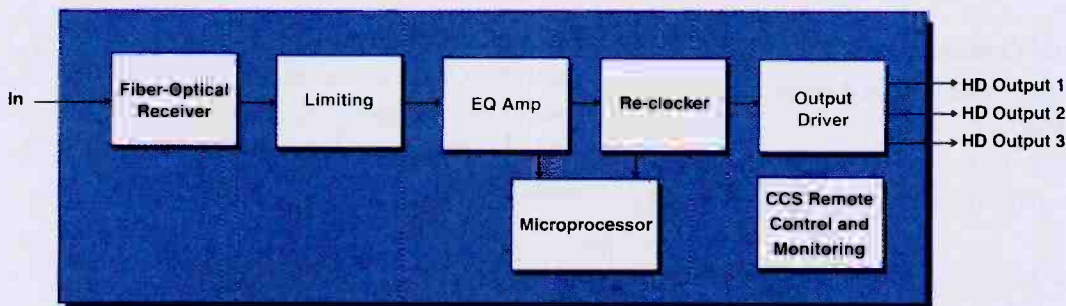 In
Fiber-Optical
Receiver
Limiting
EQ Amp
Re-clocker
Output
Driver
HD Output 1
HD Output 2
HD Output 3
Microprocessor
CCS Remote
Control and
Monitoring